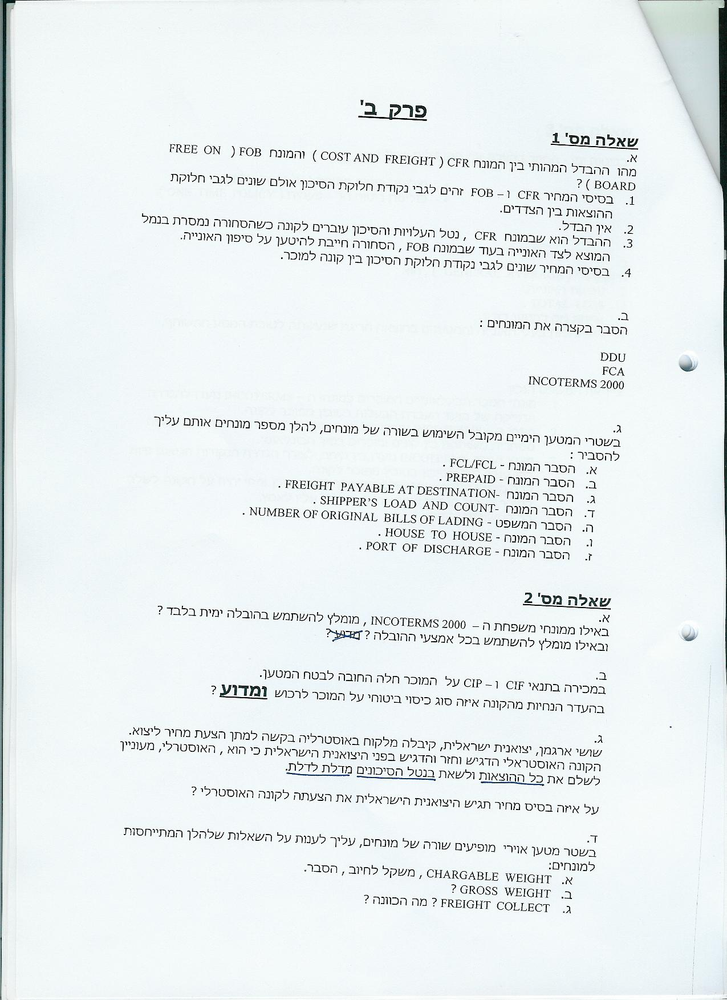 פרק ב'
שאלה מס' 1
א.
מהו ההבדל המהותי בין המונח CFR ( COST AND FREIGHT ) והמונח FOB ( FREE ON
BOARD ) ?
1. בסיסי המחיר CFR ו – FOB זהים לגבי נקודת חלוקת הסיכון אולם שונים לגבי חלוקת
ההוצאות בין הצדדים.
2. אין הבדל.
3. ההבדל הוא שבמונח CFR , נטל העלויות והסיכון עוברים לקונה כשהסחורה נמסרת בנמל
המוצא לצד האונייה בעוד שבמונח FOB , הסחורה חייבת להיטען על סיפון האונייה.
4. בסיסי המחיר שונים לגבי נקודת חלוקת הסיכון בין קונה למוכר.
ב.
הסבר בקצרה את המונחים :
DDU
FCA
INCOTERMS 2000
ג.
בשטרי המטען הימיים מקובל השימוש בשורה של מונחים, להלן מספר מונחים אותם עליך
להסביר :
א. הסבר המונח - FCL/FCL .
ב. הסבר המונח - PREPAID .
ג. הסבר המונח -FREIGHT PAYABLE AT DESTINATION .
ד. הסבר המונח -SHIPPER'S LOAD AND COUNT .
ה. הסבר המשפט - NUMBER OF ORIGINAL BILLS OF LADING .
ו. הסבר המונח - HOUSE TO HOUSE .
ז. הסבר המונח - PORT OF DISCHARGE .
שאלה מס' 2
א.
באילו ממונחי משפחת ה – INCOTERMS 2000 , מומלץ להשתמש בהובלה ימית בלבד ?
ובאילו מומלץ להשתמש בכל אמצעי ההובלה ? מדוע ?
ב.
במכירה בתנאי CIF ו – CIP על המוכר חלה החובה לבטח המטען.
בהעדר הנחיות מהקונה איזה סוג כיסוי ביטוחי על המוכר לרכוש ומדוע ?
ג.
שושי ארגמן, יצואנית ישראלית, קיבלה מלקוח באוסטרליה בקשה למתן הצעת מחיר ליצוא.
הקונה האוסטראלי הדגיש וחזר והדגיש בפני היצואנית הישראלית כי הוא , האוסטרלי, מעוניין
לשלם את כל ההוצאות ולשאת בנטל הסיכונים מדלת לדלת.
על איזה בסיס מחיר תגיש היצואנית הישראלית את הצעתה לקונה האוסטרלי ?
ד.
בשטר מטען אוירי מופיעים שורה של מונחים, עליך לענות על השאלות שלהלן המתייחסות
למונחים:
א. CHARGABLE WEIGHT , משקל לחיוב , הסבר.
ב. GROSS WEIGHT ?
ג. FREIGHT COLLECT ? מה הכוונה ?